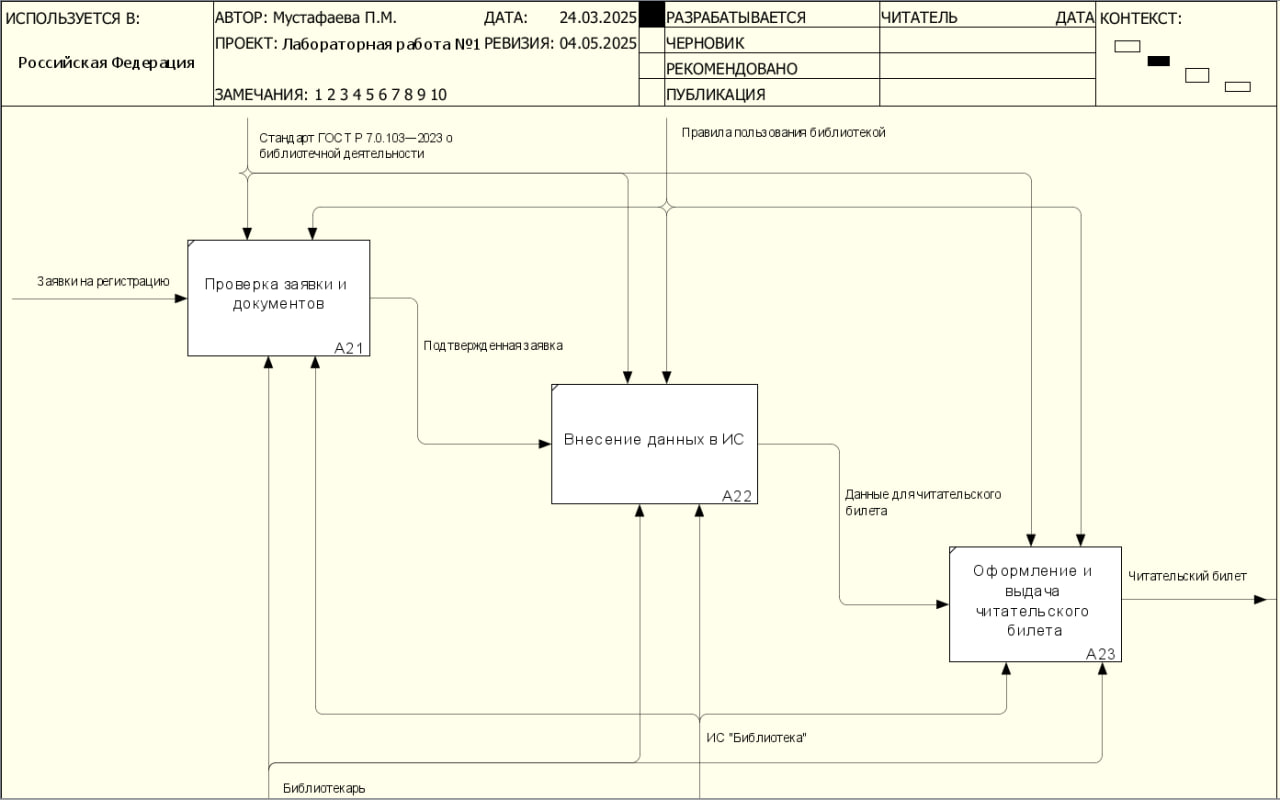 ИСПОЛЬЗУЕТСЯ В:
Российская Федерация
АВТОР: Мустафаева П.М.
ДАТА: 24.03.2025
ПРОЕКТ: Лабораторная работа №1
РЕВИЗИЯ: 04.05.2025
ЗАМЕЧАНИЯ: 1 2 3 4 5 6 7 8 9 10
РАЗРАБАТЫВАЕТСЯ
ЧЕРНОВИК
РЕКОМЕНДОВАНО
ПУБЛИКАЦИЯ
ЧИТАТЕЛЬ
ДАТА
КОНТЕКСТ:
Стандарт ГОСТ Р 7.0.103—2023 о
библиотечной деятельности
Правила пользования библиотекой
Заявки на регистрацию
Проверка заявки и
документов
A21
Подтвержденная заявка
Внесение данных в ИС
A22
Данные для читательского
билета
Оформление и
выдача
читательского
билета
A23
Читательский билет
ИС "Библиотека"
Библиотекарь